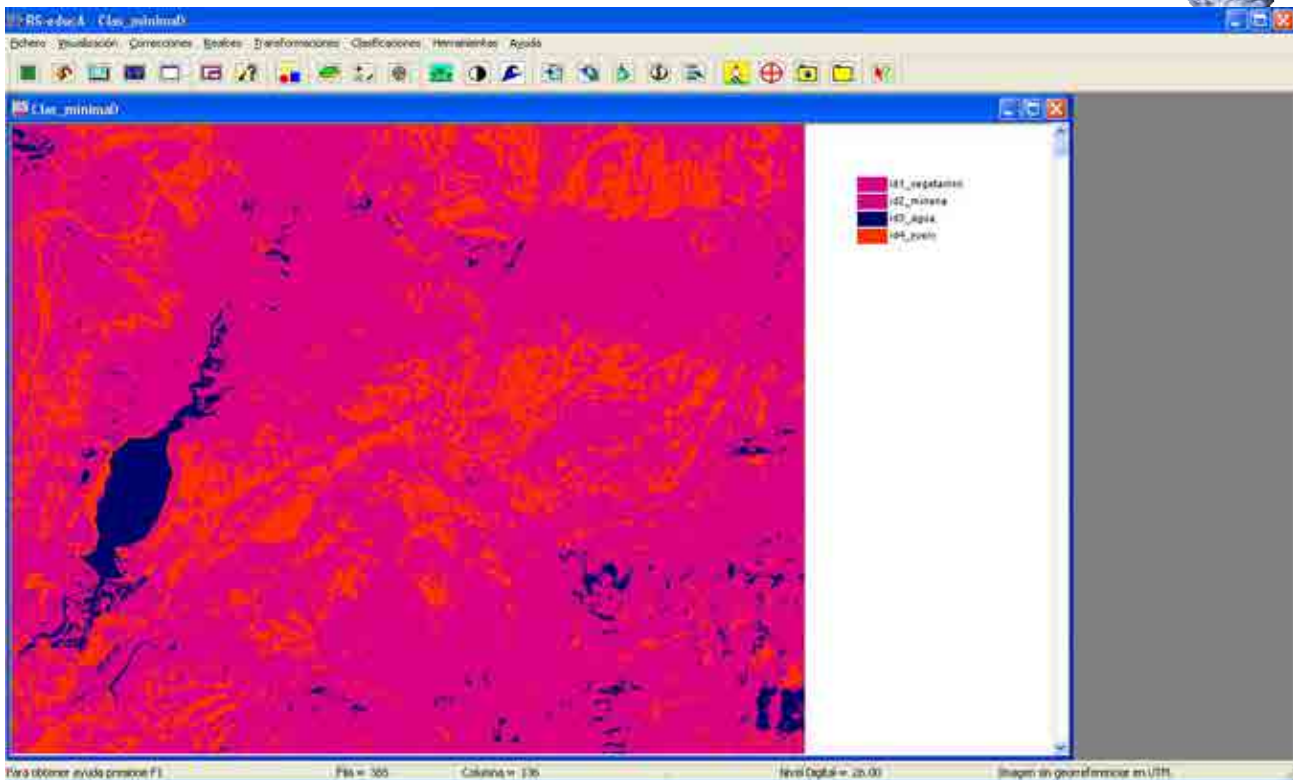 RS-educA - Clas_minimaD
Fichero Visualización Correcciones Realces Transformaciones Clasificaciones Herramientas Ayuda
Clas_minimaD
id1_vegetacion
id2_mineria
id3_agua
id4_suelo
Para obtener ayuda presione F1 Fila = 385 Columna = 136 Nivel Digital = 26.00 Imagen sin georreferenciar en UTM.